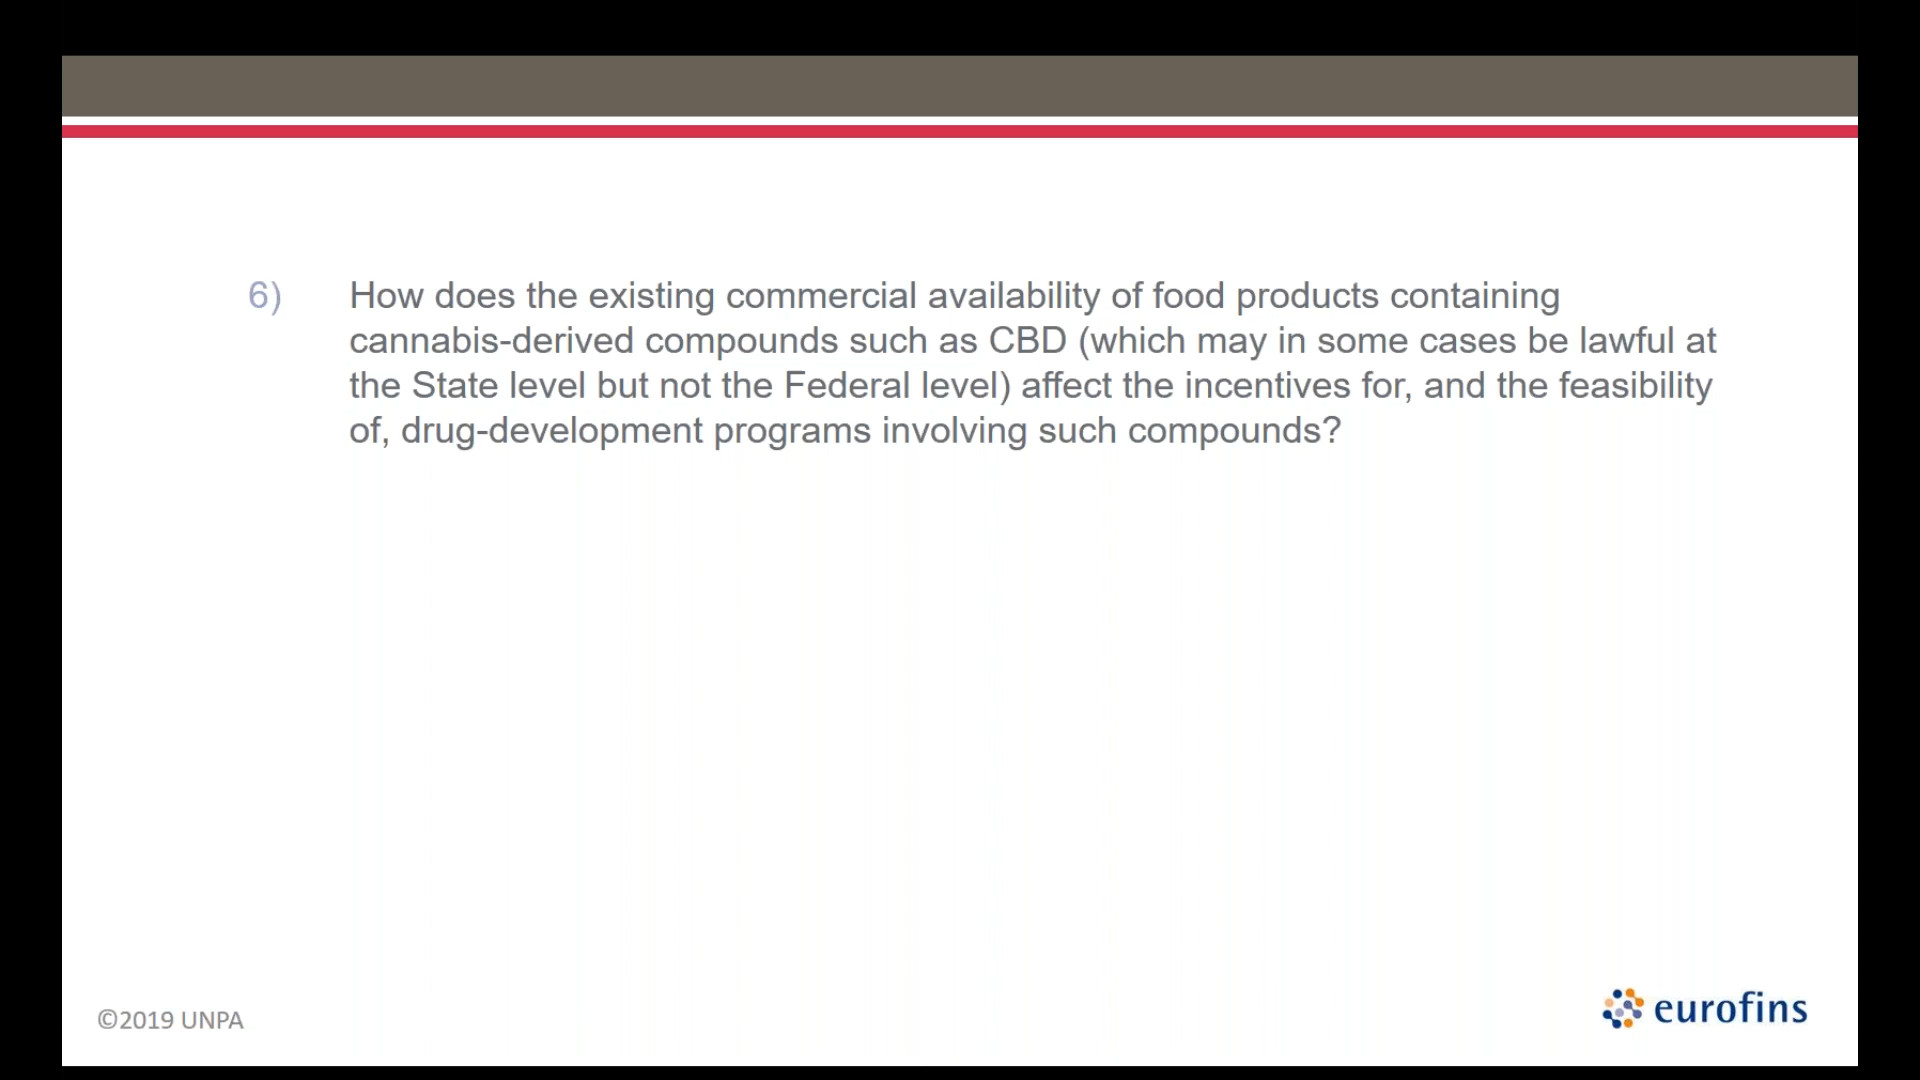 6) How does the existing commercial availability of food products containing
cannabis-derived compounds such as CBD (which may in some cases be lawful at
the State level but not the Federal level) affect the incentives for, and the feasibility
of, drug-development programs involving such compounds?
©2019 UNPA
eurofins